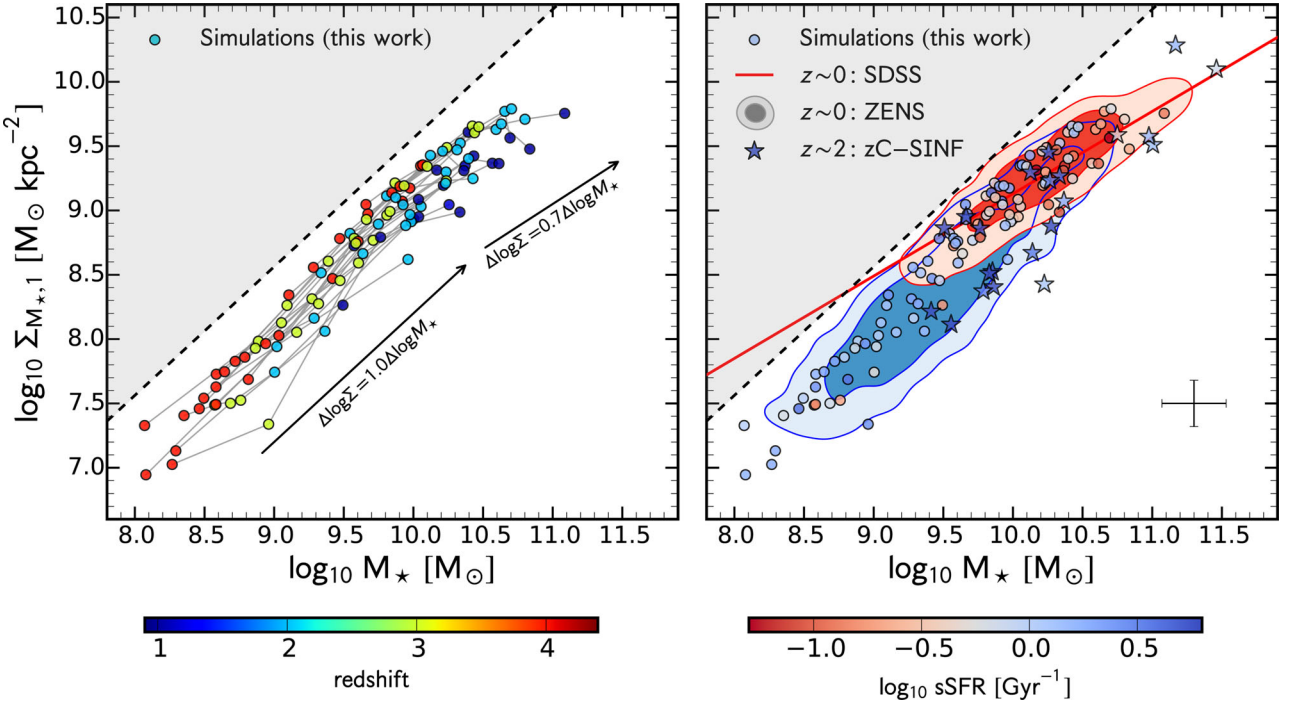 log₁₀ Σ_M⋆,1 [M⊙ kpc⁻²]
10.5
10.0
9.5
9.0
8.5
8.0
7.5
7.0
Simulations (this work)
ΔlogΣ=0.7ΔlogM⋆
ΔlogΣ=1.0ΔlogM⋆
8.0 8.5 9.0 9.5 10.0 10.5 11.0 11.5
log₁₀ M⋆ [M⊙]
1 2 3 4
redshift
Simulations (this work)
z~0: SDSS
z~0: ZENS
z~2: zC−SINF
8.0 8.5 9.0 9.5 10.0 10.5 11.0 11.5
log₁₀ M⋆ [M⊙]
−1.0 −0.5 0.0 0.5
log₁₀ sSFR [Gyr⁻¹]